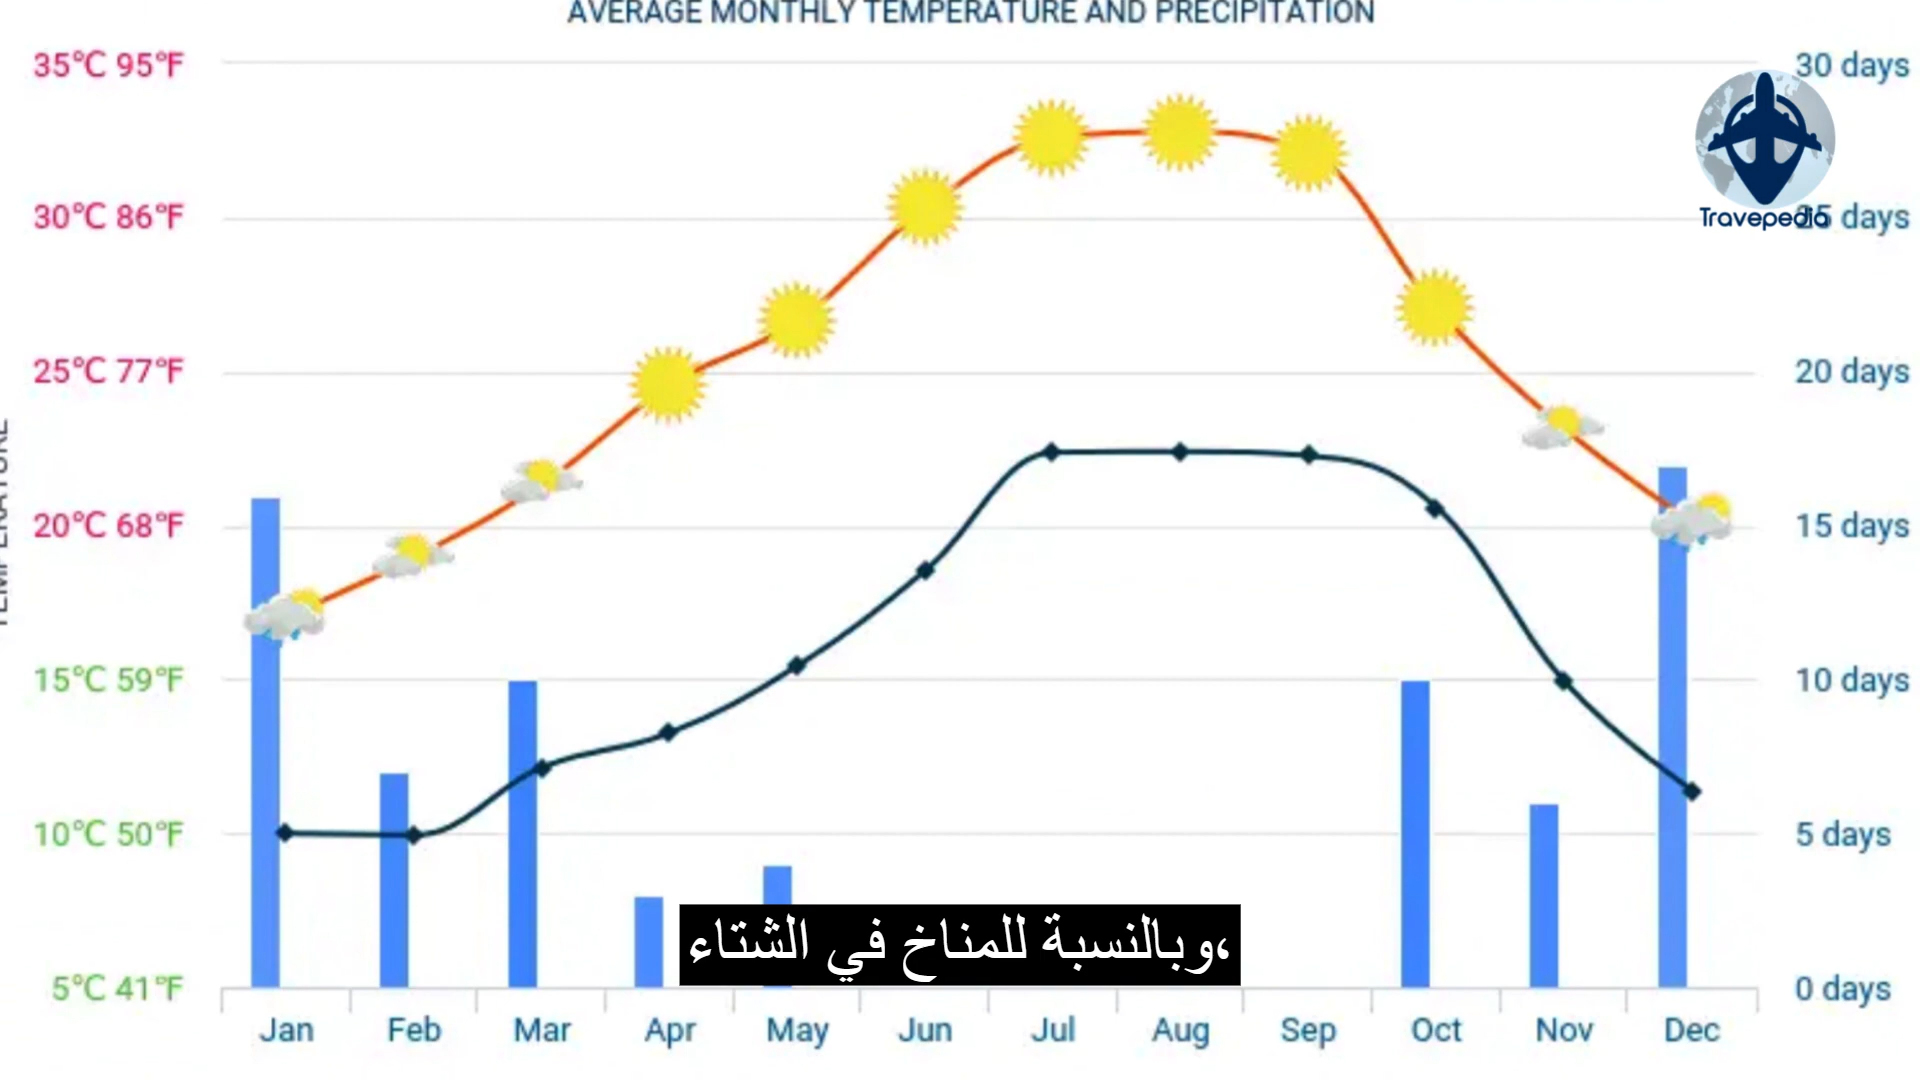 AVERAGE MONTHLY TEMPERATURE AND PRECIPITATION
35°C 95°F
30°C 86°F
25°C 77°F
20°C 68°F
15°C 59°F
10°C 50°F
5°C 41°F
TEMPERATURE
30 days
25 days
20 days
15 days
10 days
5 days
0 days
Travepedia
Jan Feb Mar Apr May Jun Jul Aug Sep Oct Nov Dec
وبالنسبة للمناخ في الشتاء،